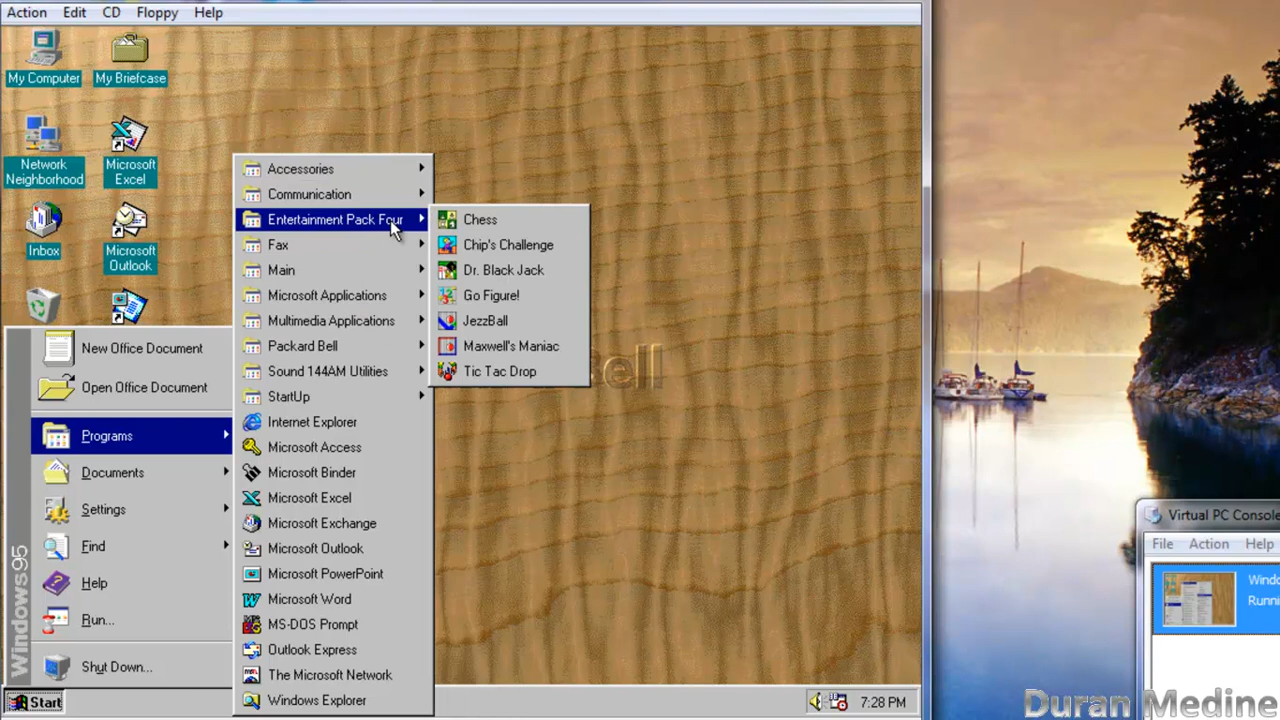 Action Edit CD Floppy Help
My Computer
My Briefcase
Network
Neighborhood
Microsoft
Excel
Inbox
Microsoft
Outlook
New Office Document
Open Office Document
Programs
Documents
Settings
Find
Help
Run...
Shut Down...
Windows95
Accessories
Communication
Entertainment Pack Four
Fax
Main
Microsoft Applications
Multimedia Applications
Packard Bell
Sound 144AM Utilities
StartUp
Internet Explorer
Microsoft Access
Microsoft Binder
Microsoft Excel
Microsoft Exchange
Microsoft Outlook
Microsoft PowerPoint
Microsoft Word
MS-DOS Prompt
Outlook Express
The Microsoft Network
Windows Explorer
Chess
Chip's Challenge
Dr. Black Jack
Go Figure!
JezzBall
Maxwell's Maniac
Tic Tac Drop
ell
Start
7:28 PM
Virtual PC Console
File Action Help
Windo
Runni
Duran Medine